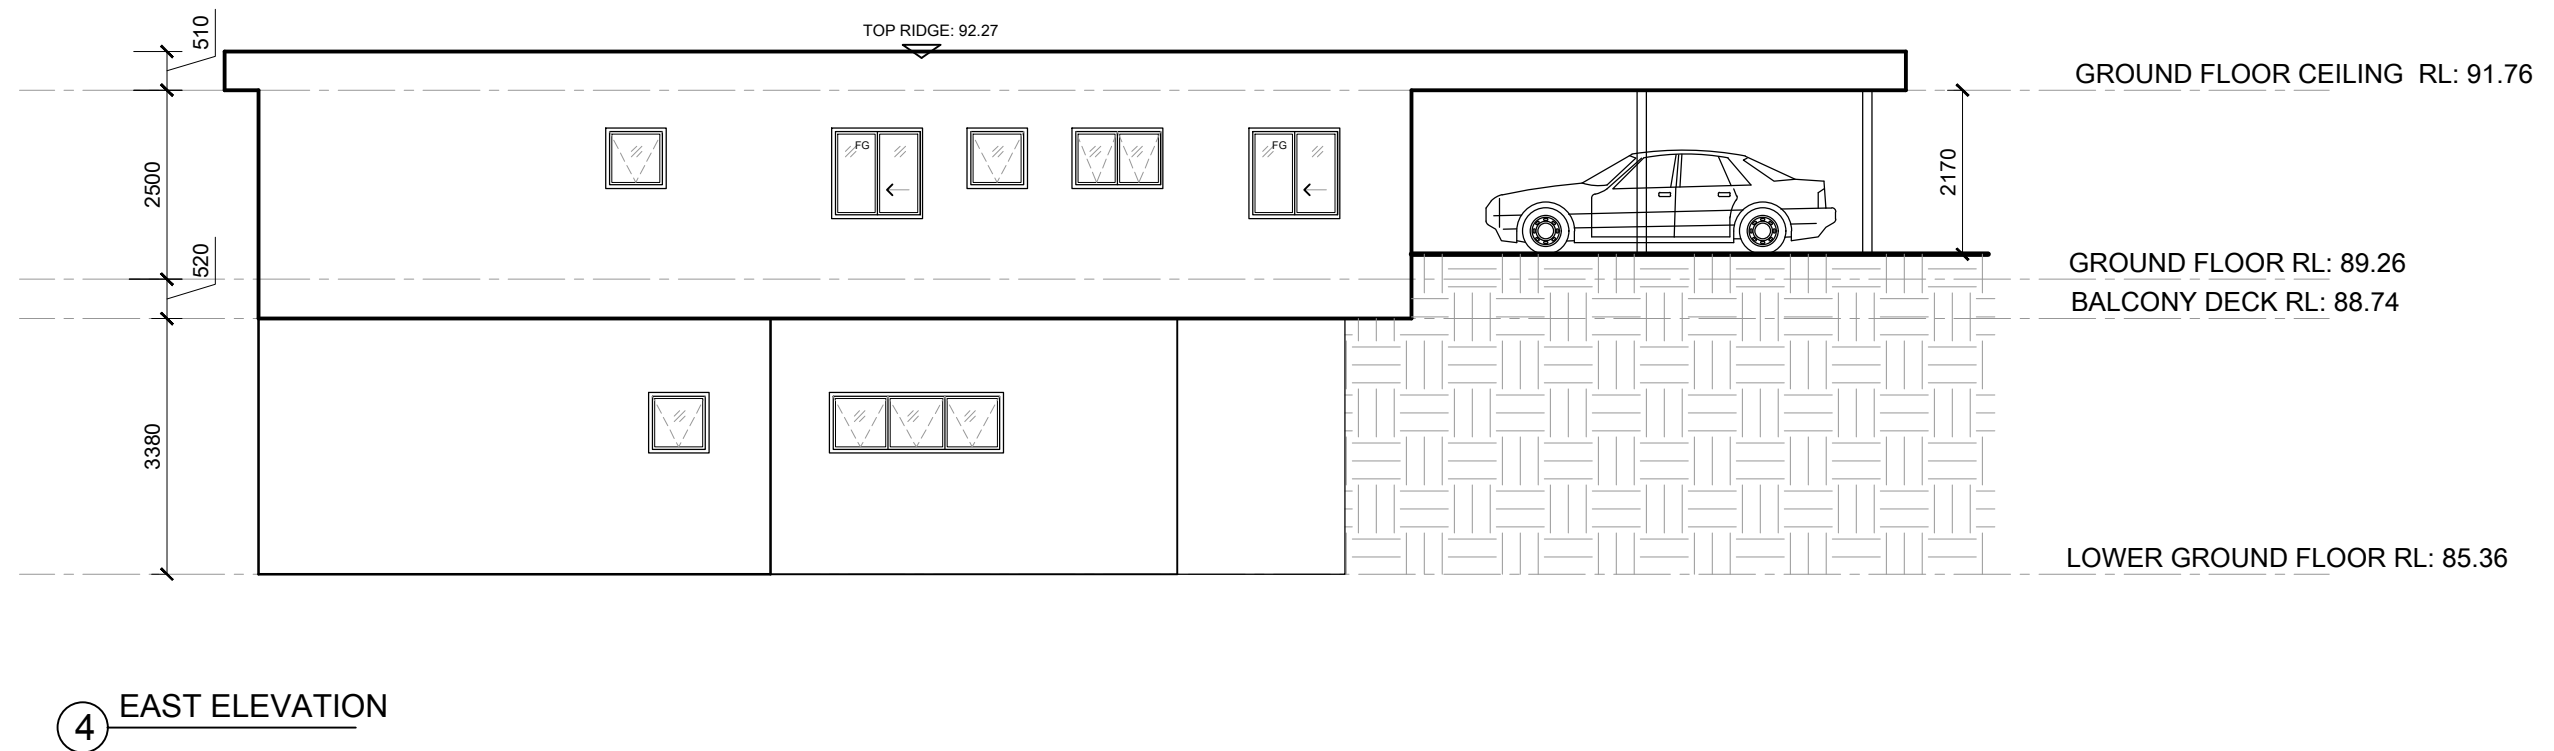 510
TOP RIDGE: 92.27
GROUND FLOOR CEILING RL: 91.76
FG
FG
2500
2170
520
GROUND FLOOR RL: 89.26
BALCONY DECK RL: 88.74
3380
LOWER GROUND FLOOR RL: 85.36
4 EAST ELEVATION